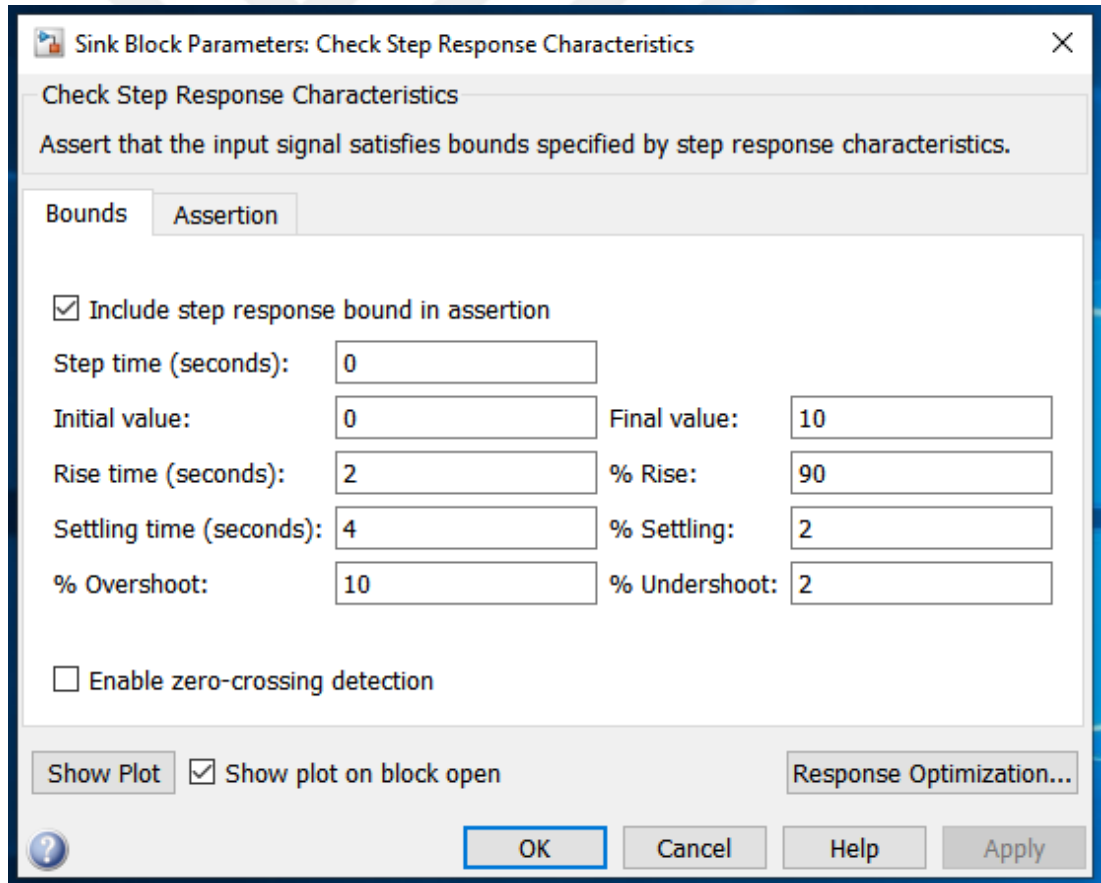 Sink Block Parameters: Check Step Response Characteristics
Check Step Response Characteristics
Assert that the input signal satisfies bounds specified by step response characteristics.
Bounds Assertion
Include step response bound in assertion
Step time (seconds): 0
Initial value: 0 Final value: 10
Rise time (seconds): 2 % Rise: 90
Settling time (seconds): 4 % Settling: 2
% Overshoot: 10 % Undershoot: 2
Enable zero-crossing detection
Show Plot Show plot on block open Response Optimization...
? OK Cancel Help Apply